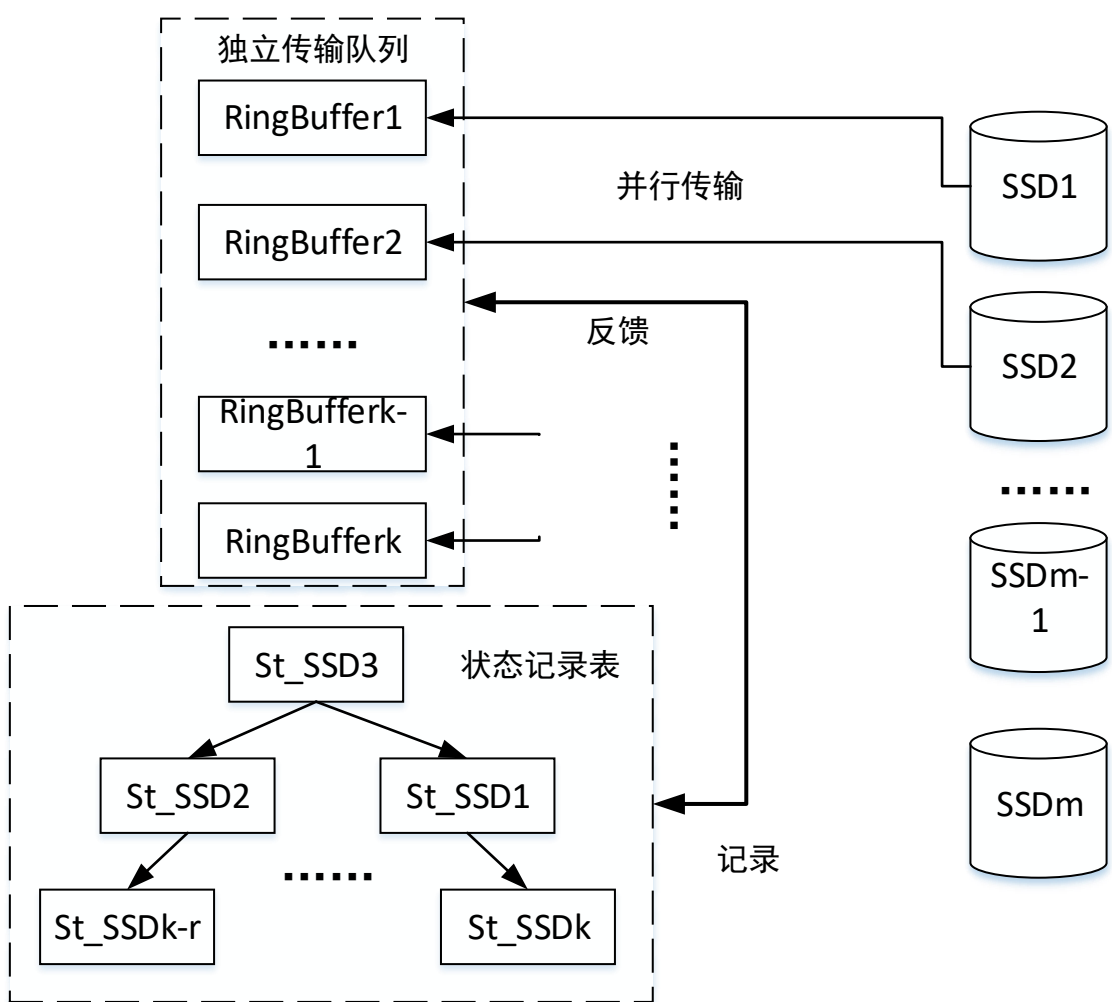 独立传输队列
RingBuffer1
RingBuffer2
......
RingBufferk-
1
RingBufferk
并行传输
反馈
......
SSD1
SSD2
......
SSDm-
1
SSDm
状态记录表
St_SSD3
St_SSD2
St_SSD1
......
St_SSDk-r
St_SSDk
记录